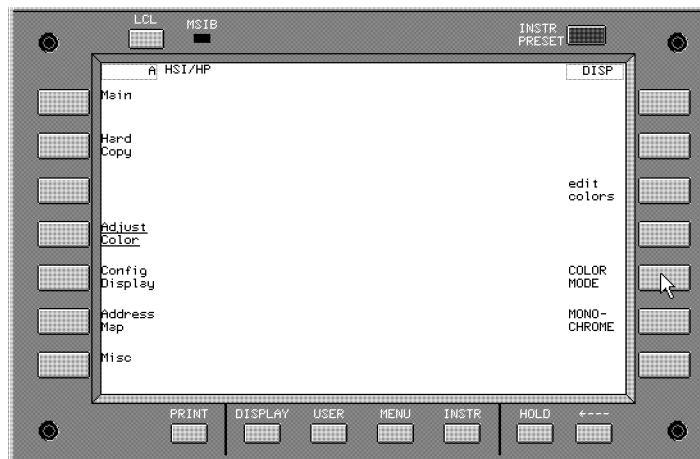 LCL
MSIB
INSTR
PRESET
A HSI/HP
DISP
Main
Hard
Copy
edit
colors
Adjust
Color
Config
Display
COLOR
MODE
Address
Map
MONO-
CHROME
Misc
PRINT
DISPLAY
USER
MENU
INSTR
HOLD
←---